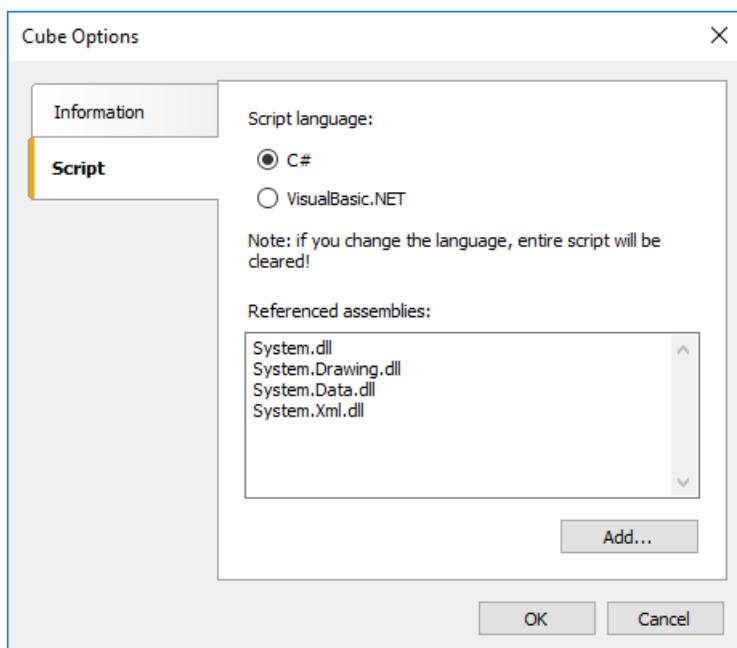 Cube Options
Information
Script
Script language:
C#
VisualBasic.NET
Note: if you change the language, entire script will be
cleared!
Referenced assemblies:
System.dll
System.Drawing.dll
System.Data.dll
System.Xml.dll
Add...
OK
Cancel